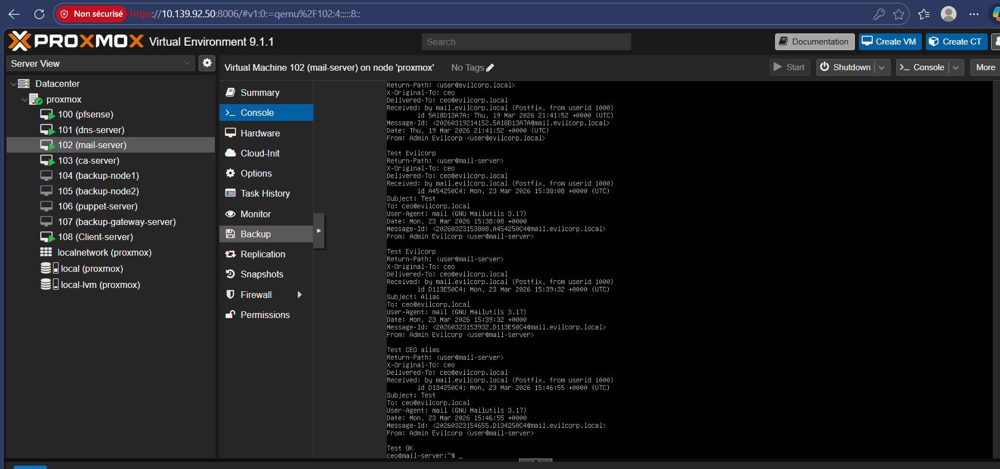 Non sécurisé https://10.139.92.50:8006/#v1:0:=qemu%2F102:4:::::8::
PROXMOX Virtual Environment 9.1.1
Search
Documentation
Create VM
Create CT
Server View
Virtual Machine 102 (mail-server) on node 'proxmox'
No Tags
Start
Shutdown
Console
More
Datacenter
proxmox
100 (pfsense)
101 (dns-server)
102 (mail-server)
103 (ca-server)
104 (backup-node1)
105 (backup-node2)
106 (puppet-server)
107 (backup-gateway-server)
108 (Client-server)
localnetwork (proxmox)
local (proxmox)
local-lvm (proxmox)
Summary
Console
Hardware
Cloud-Init
Options
Task History
Monitor
Backup
Replication
Snapshots
Firewall
Permissions
Return-Path: <user@evilcorp.local>
X-Original-To: ceo
Delivered-To: ceo@evilcorp.local
Received: by mail.evilcorp.local (Postfix, from userid 1000)
id 5A18D13A7A; Thu, 19 Mar 2026 21:41:52 +0000 (UTC)
Message-Id: <20260319214152.5A18D13A7A@mail.evilcorp.local>
Date: Thu, 19 Mar 2026 21:41:52 +0000 (UTC)
From: Admin Evilcorp <user@evilcorp.local>
Test Evilcorp
Return-Path: <user@mail-server>
X-Original-To: ceo
Delivered-To: ceo@evilcorp.local
Received: by mail.evilcorp.local (Postfix, from userid 1000)
id A454250C4; Mon, 23 Mar 2026 15:38:08 +0000 (UTC)
Subject: Test
To: ceo@evilcorp.local
User-Agent: mail (GNU Mailutils 3.17)
Date: Mon, 23 Mar 2026 15:38:08 +0000
Message-Id: <20260323153808.A454250C4@mail.evilcorp.local>
From: Admin Evilcorp <user@mail-server>
Test Evilcorp
Return-Path: <user@mail-server>
X-Original-To: ceo
Delivered-To: ceo@evilcorp.local
Received: by mail.evilcorp.local (Postfix, from userid 1000)
id D113E50C4; Mon, 23 Mar 2026 15:39:32 +0000 (UTC)
Subject: Alias
To: ceo@evilcorp.local
User-Agent: mail (GNU Mailutils 3.17)
Date: Mon, 23 Mar 2026 15:39:32 +0000
Message-Id: <20260323153932.D113E50C4@mail.evilcorp.local>
From: Admin Evilcorp <user@mail-server>
Test CEO alias
Return-Path: <user@mail-server>
X-Original-To: ceo
Delivered-To: ceo@evilcorp.local
Received: by mail.evilcorp.local (Postfix, from userid 1000)
id D134250C4; Mon, 23 Mar 2026 15:46:55 +0000 (UTC)
Subject: Test
To: ceo@evilcorp.local
User-Agent: mail (GNU Mailutils 3.17)
Date: Mon, 23 Mar 2026 15:46:55 +0000
Message-Id: <20260323154655.D134250C4@mail.evilcorp.local>
From: Admin Evilcorp <user@mail-server>
Test OK
ceo@mail-server:~$ _